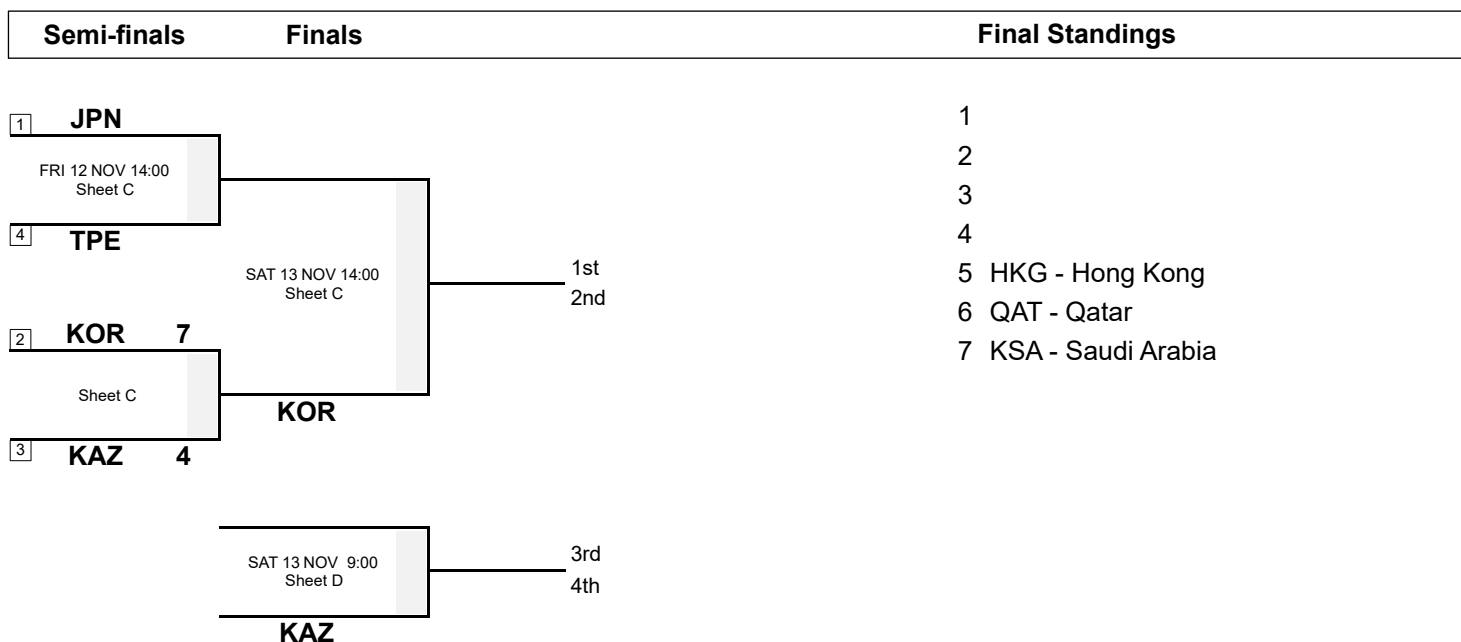 Semi-finals Finals Final Standings
1 JPN
FRI 12 NOV 14:00
Sheet C
4 TPE
SAT 13 NOV 14:00
Sheet C
1st
2nd
2 KOR 7
Sheet C
KOR
3 KAZ 4
SAT 13 NOV 9:00
Sheet D
3rd
4th
KAZ
1
2
3
4
5 HKG - Hong Kong
6 QAT - Qatar
7 KSA - Saudi Arabia